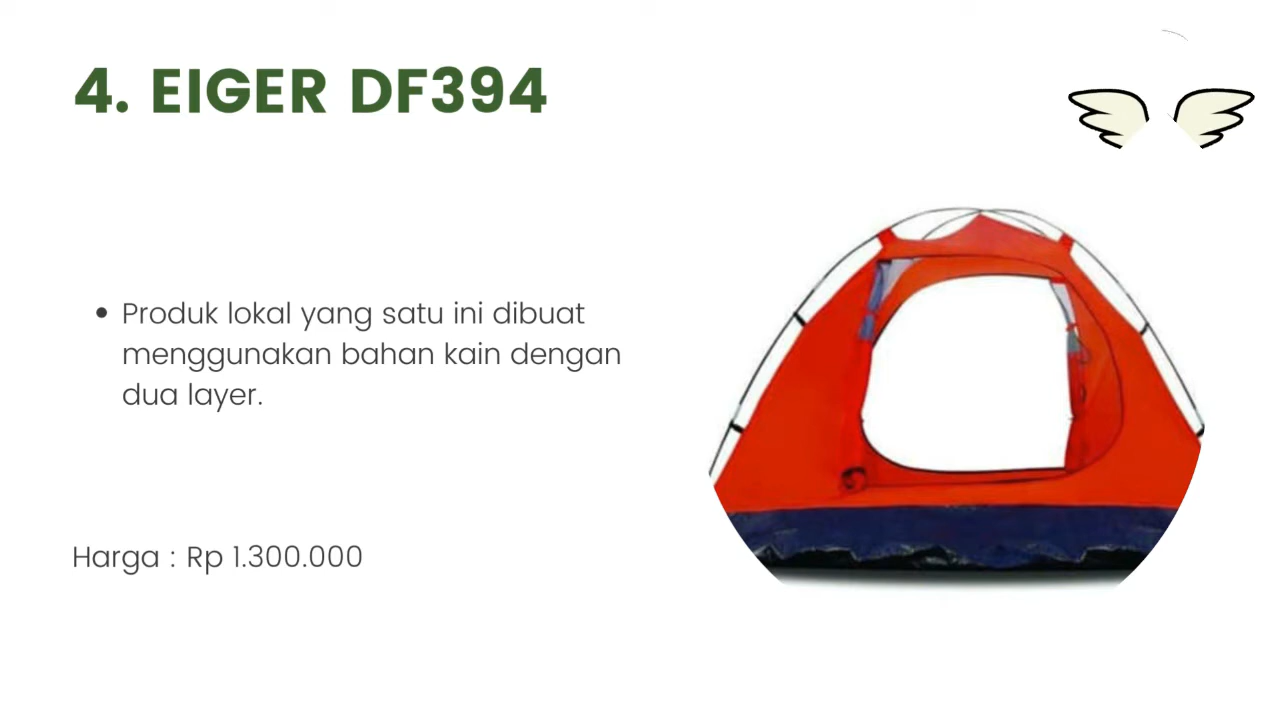 4. EIGER DF394
• Produk lokal yang satu ini dibuat
menggunakan bahan kain dengan
dua layer.
Harga : Rp 1.300.000